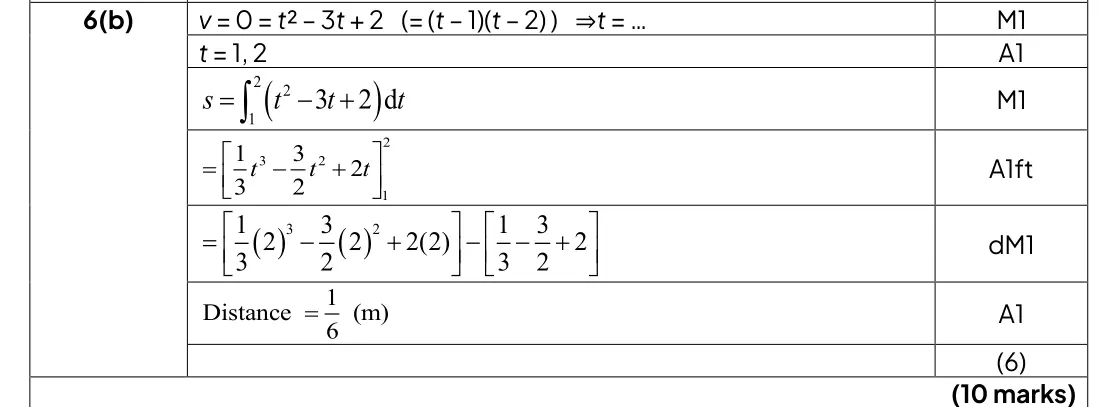 6(b) v = 0 = t² – 3t + 2 (= (t – 1)(t – 2) ) ⇒t = ... M1
t = 1, 2 A1
s = ∫₁² (t² − 3t + 2) dt M1
= [1/3 t³ − 3/2 t² + 2t]₁² A1ft
= [1/3 (2)³ − 3/2 (2)² + 2(2)] − [1/3 − 3/2 + 2] dM1
Distance = 1/6 (m) A1
(6)
(10 marks)